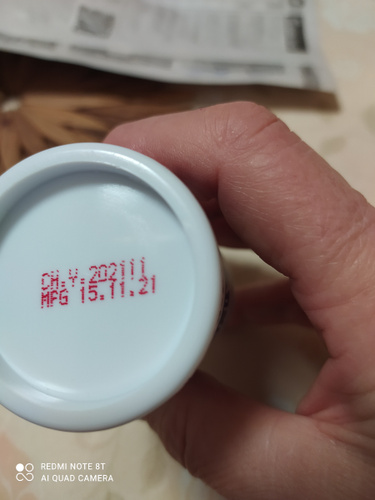 CH.Y.202111
MFG 15.11.21
REDMI NOTE 8T
AI QUAD CAMERA